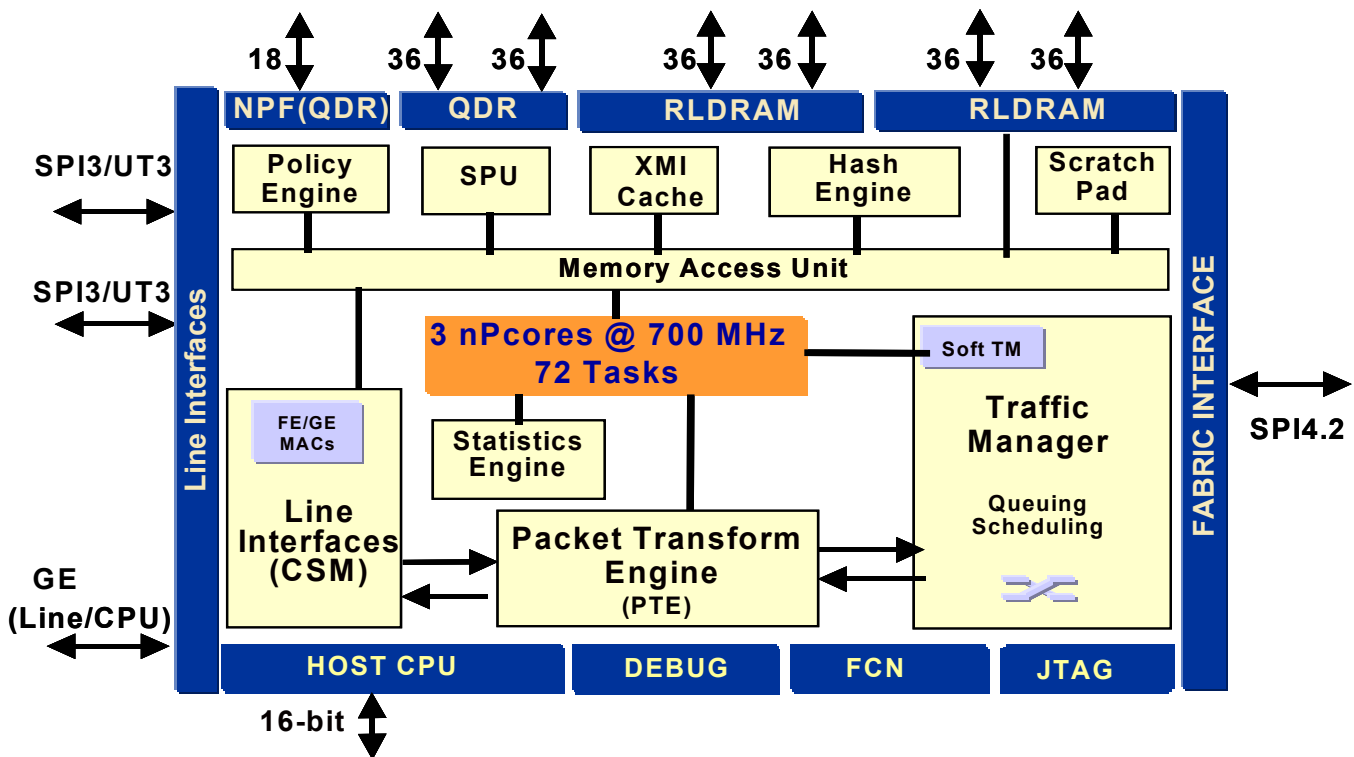 18
36
36
36
36
36
36
NPF(QDR)
QDR
RLDRAM
RLDRAM
SPI3/UT3
Policy
Engine
SPU
XMI
Cache
Hash
Engine
Scratch
Pad
Memory Access Unit
SPI3/UT3
Line Interfaces
FABRIC INTERFACE
3 nPcores @ 700 MHz
72 Tasks
Soft TM
Traffic
Manager
SPI4.2
FE/GE
MACs
Statistics
Engine
Queuing
Scheduling
Line
Interfaces
(CSM)
Packet Transform
Engine
(PTE)
GE
(Line/CPU)
HOST CPU
DEBUG
FCN
JTAG
16-bit